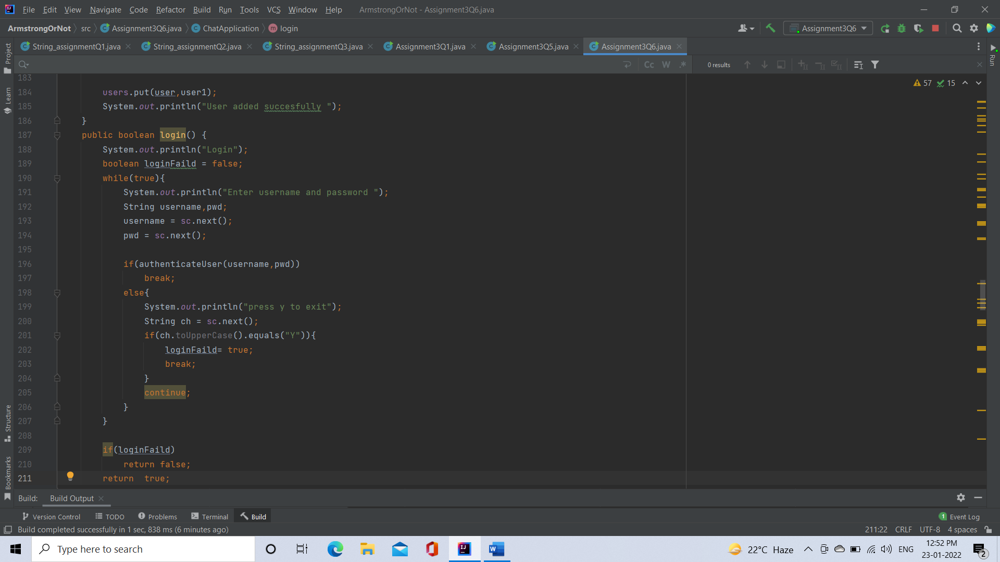 File Edit View Navigate Code Refactor Build Run Tools VCS Window Help ArmstrongOrNot - Assignment3Q6.java
ArmstrongOrNot src Assignment3Q6.java ChatApplication login Assignment3Q6
String_assignmentQ1.java String_assignmentQ2.java String_assignmentQ3.java Assignment3Q1.java Assignment3Q5.java Assignment3Q6.java
Cc W .* 0 results
Project
Learn
Structure
Bookmarks
Run
57 15
183
184 users.put(user,user1);
185 System.out.println("User added succesfully ");
186 }
187 public boolean login() {
188 System.out.println("Login");
189 boolean loginFaild = false;
190 while(true){
191 System.out.println("Enter username and password ");
192 String username,pwd;
193 username = sc.next();
194 pwd = sc.next();
195
196 if(authenticateUser(username,pwd))
197 break;
198 else{
199 System.out.println("press y to exit");
200 String ch = sc.next();
201 if(ch.toUpperCase().equals("Y")){
202 loginFaild= true;
203 break;
204 }
205 continue;
206 }
207 }
208
209 if(loginFaild)
210 return false;
211 return  true;
Build: Build Output
Version Control TODO Problems Terminal Build 1 Event Log
Build completed successfully in 1 sec, 838 ms (6 minutes ago) 211:22 CRLF UTF-8 4 spaces
Type here to search 22°C Haze ENG 12:52 PM
23-01-2022 2